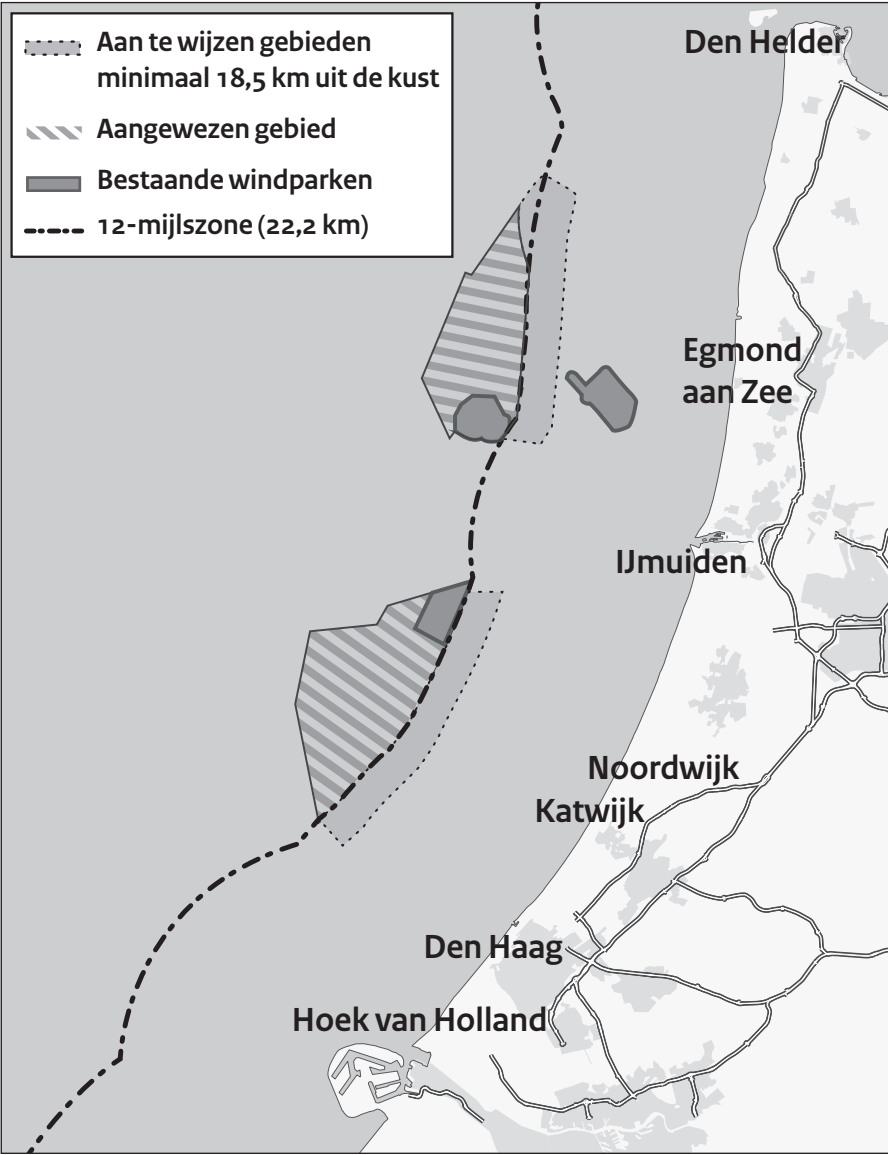 Aan te wijzen gebieden
minimaal 18,5 km uit de kust
Aangewezen gebied
Bestaande windparken
12-mijlszone (22,2 km)
Den Helder
Egmond
aan Zee
IJmuiden
Noordwijk
Katwijk
Den Haag
Hoek van Holland